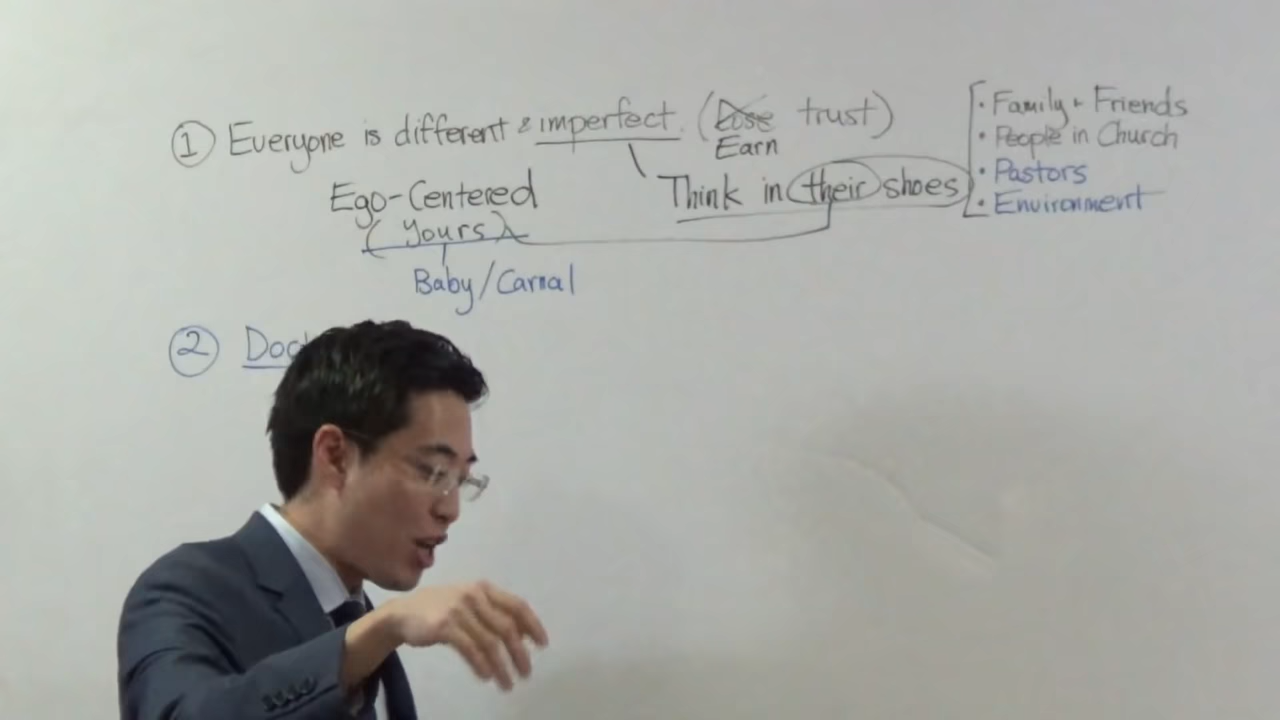 ① Everyone is different & imperfect. (Lose trust)
Earn
Ego-Centered
(Yours)
Baby/Carnal
Think in their shoes
· Family + Friends
· People in Church
· Pastors
· Environment
②